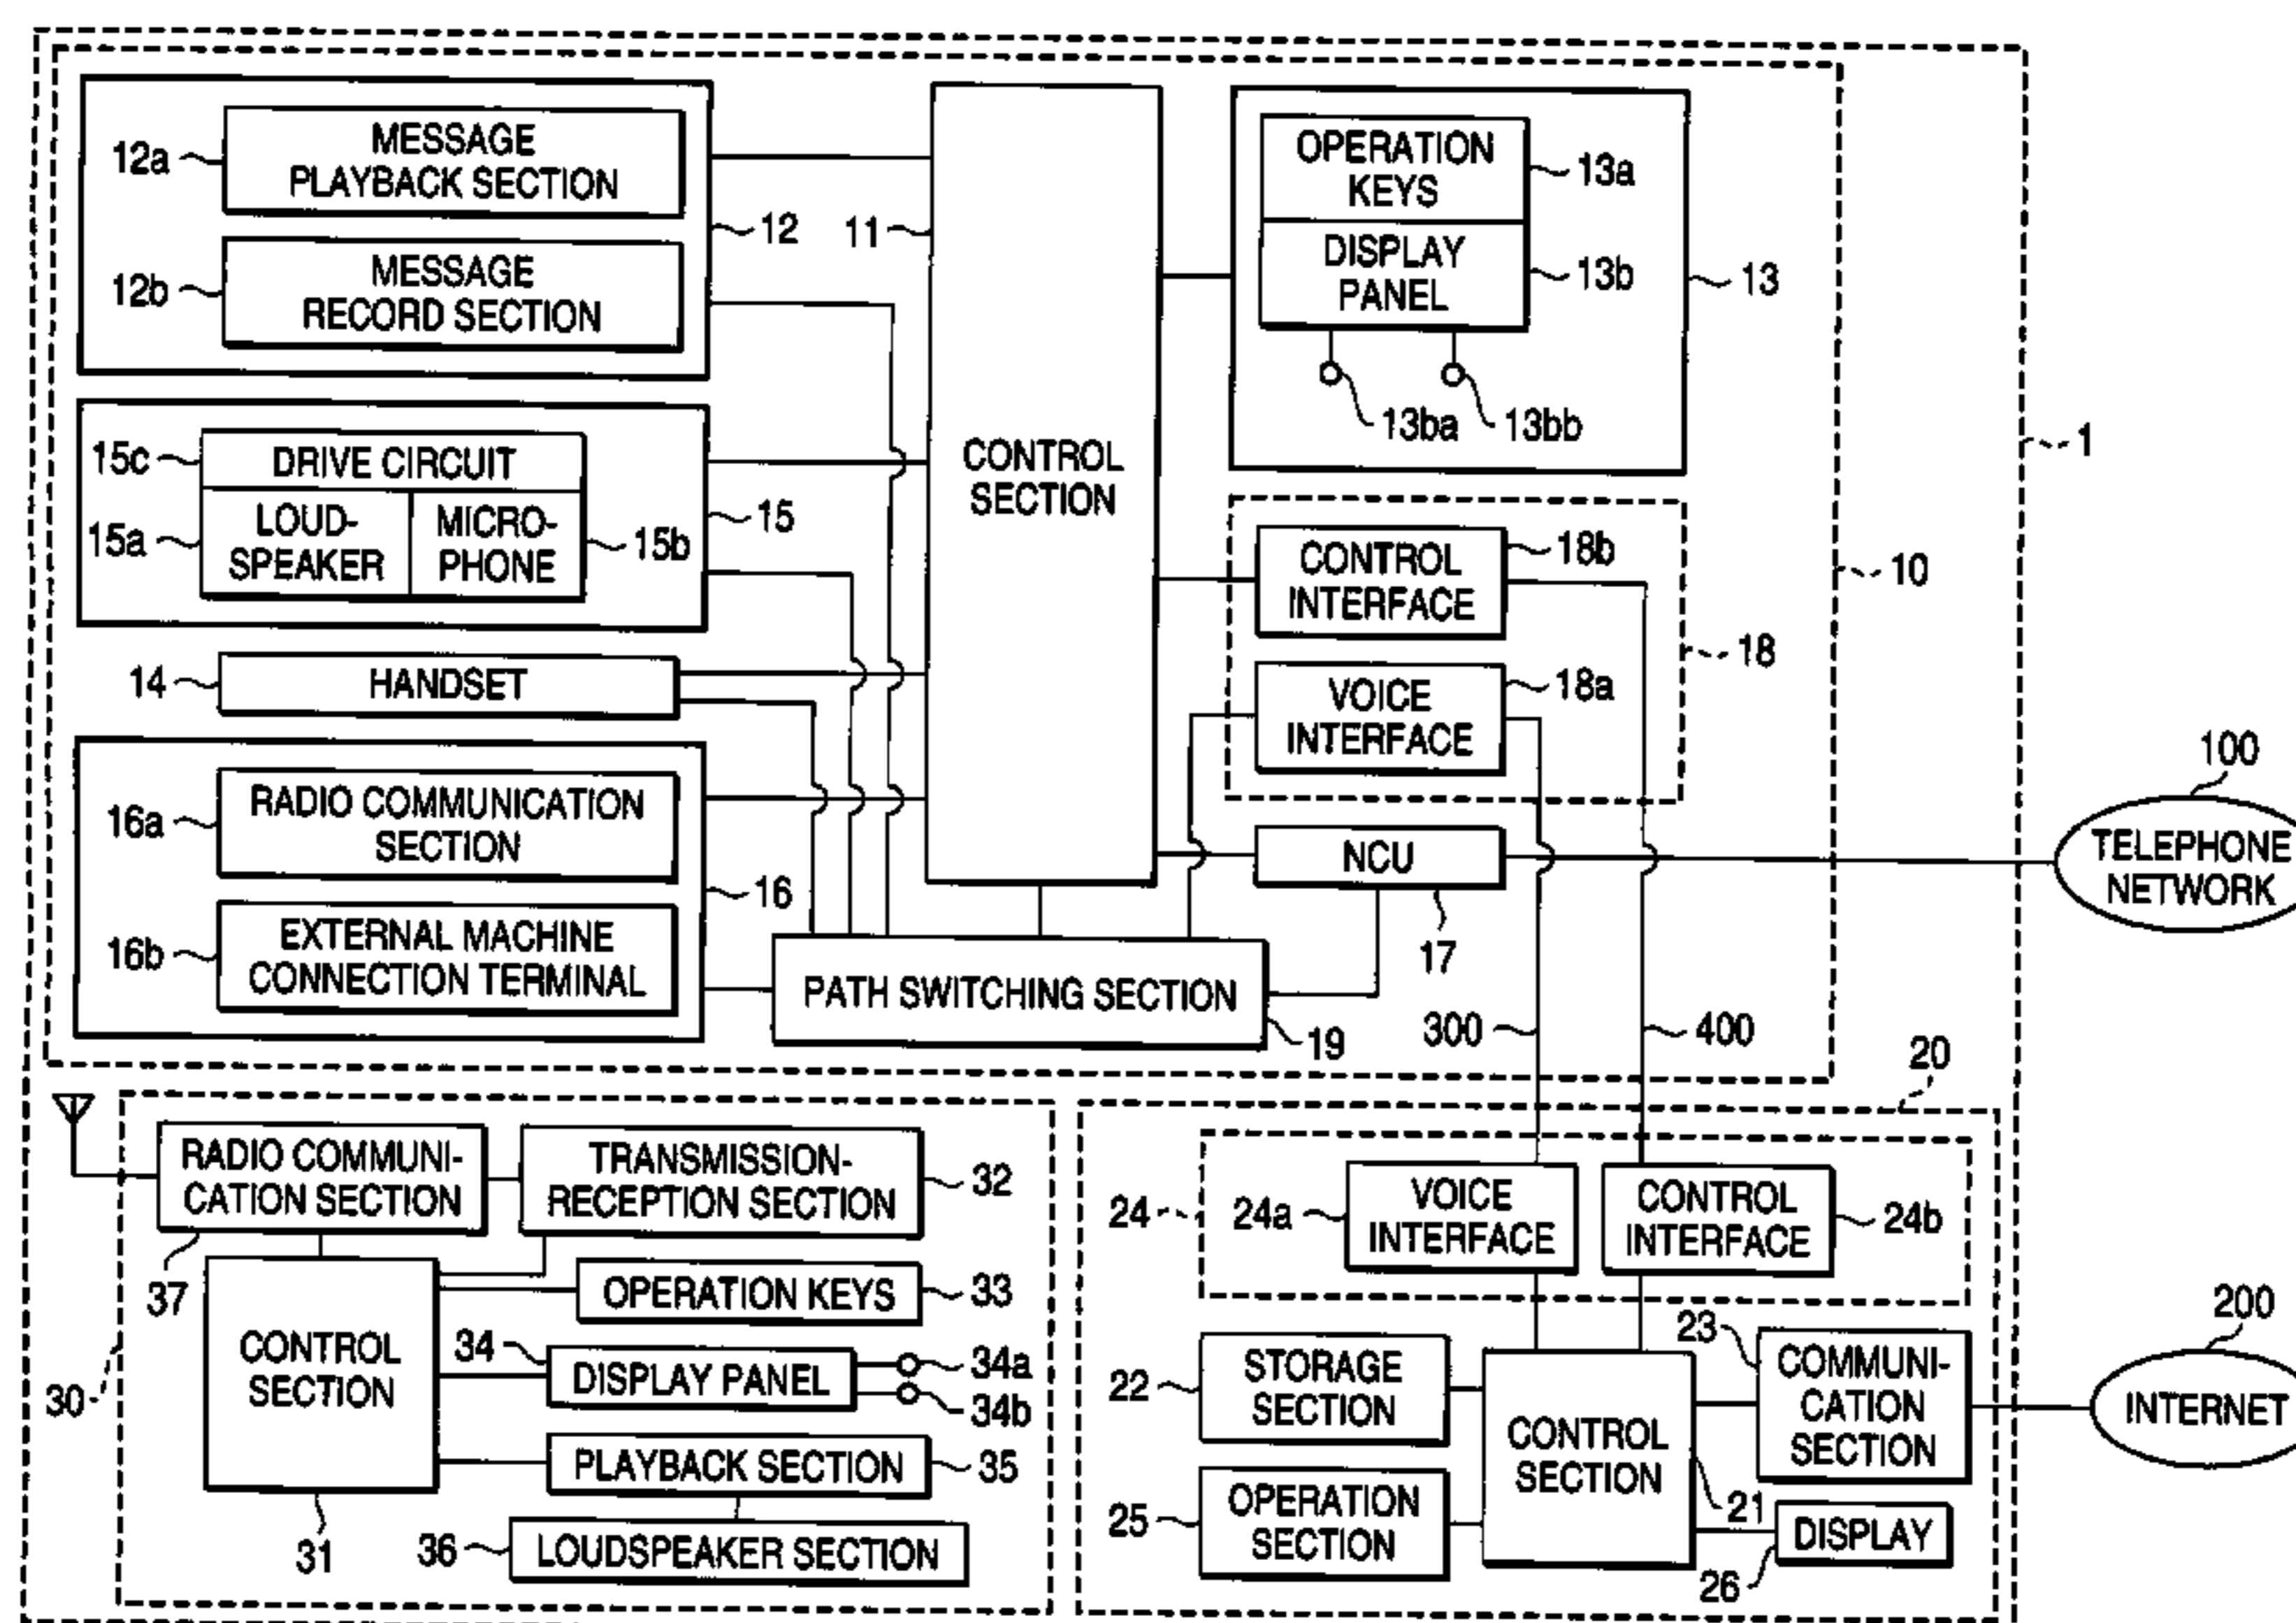 12a
MESSAGE
PLAYBACK SECTION
12b
MESSAGE
RECORD SECTION
12
11
CONTROL
SECTION
OPERATION
KEYS
13a
DISPLAY
PANEL
13b
13
13ba
13bb
1
15c
DRIVE CIRCUIT
15a
LOUD-
SPEAKER
MICRO-
PHONE
15b
15
CONTROL
INTERFACE
18b
10
VOICE
INTERFACE
18a
18
14
HANDSET
16a
RADIO COMMUNICATION
SECTION
16b
EXTERNAL MACHINE
CONNECTION TERMINAL
16
NCU
17
100
TELEPHONE
NETWORK
PATH SWITCHING SECTION
19
300
400
20
RADIO COMMUNI-
CATION SECTION
37
TRANSMISSION-
RECEPTION SECTION
32
OPERATION KEYS
33
30
CONTROL
SECTION
31
34
DISPLAY PANEL
34a
34b
PLAYBACK SECTION
35
36
LOUDSPEAKER SECTION
24
24a
VOICE
INTERFACE
CONTROL
INTERFACE
24b
22
STORAGE
SECTION
25
OPERATION
SECTION
CONTROL
SECTION
21
23
COMMUNI-
CATION
SECTION
26
DISPLAY
200
INTERNET